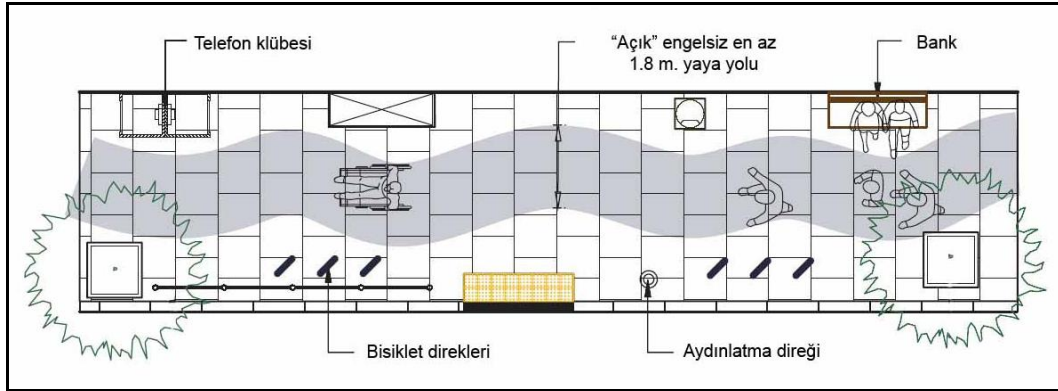 Telefon klübesi
“Açık” engelsiz en az
1.8 m. yaya yolu
Bank
Bisiklet direkleri
Aydınlatma direği